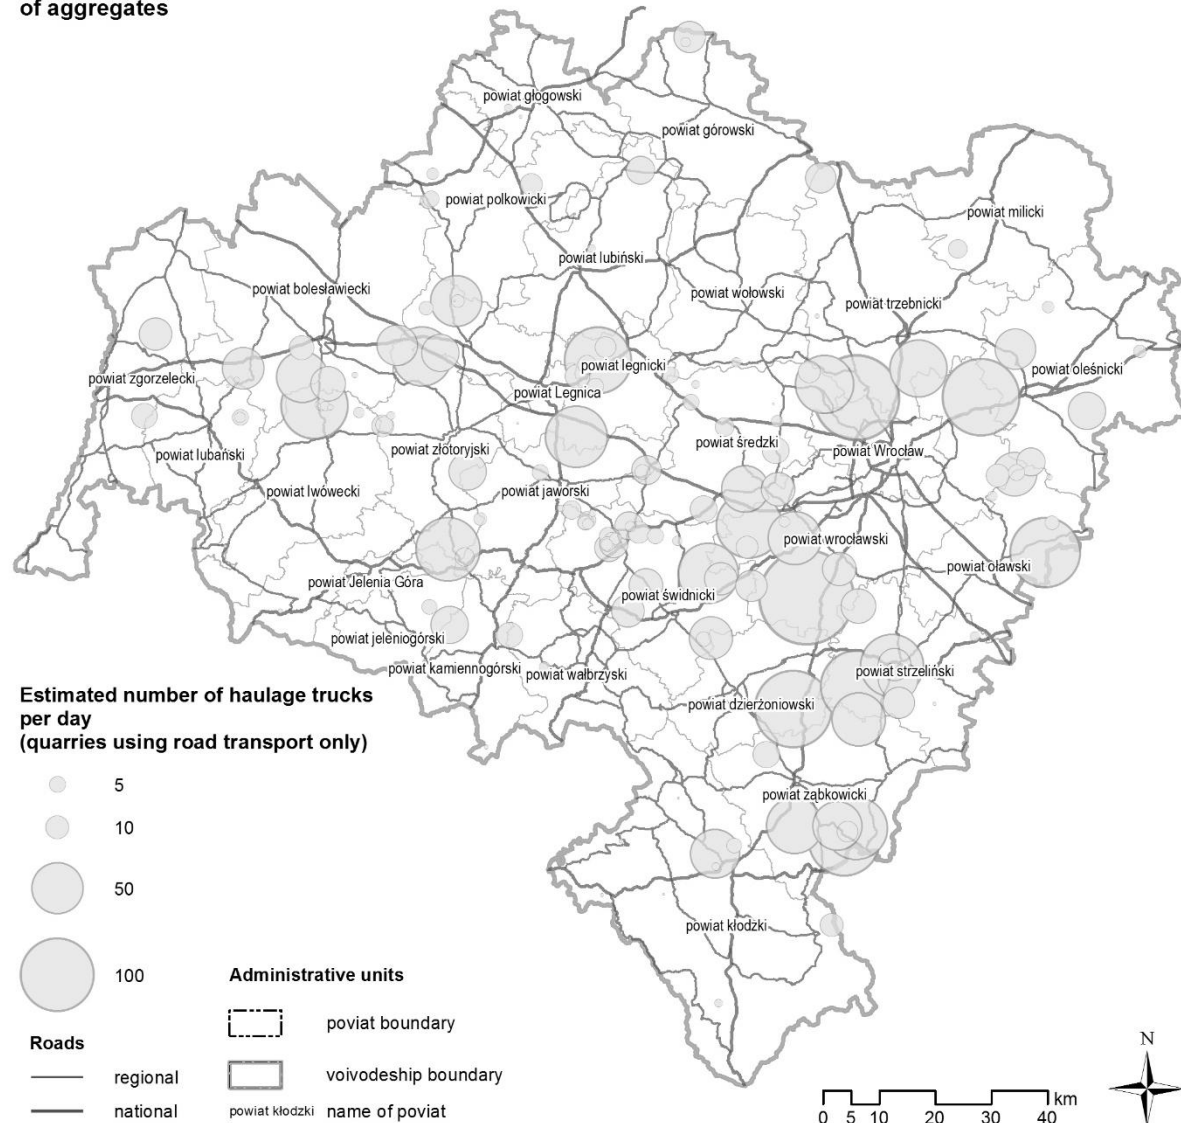 of aggregates
powiat głogowski
powiat górowski
powiat polkowicki
powiat milicki
powiat lubiński
powiat bolesławiecki
powiat wołowski
powiat trzebnicki
powiat legnicki
powiat oleśnicki
powiat zgorzelecki
powiat Legnica
powiat średzki
powiat złotoryjski
powiat Wrocław
powiat lubański
powiat lwówecki
powiat jaworski
powiat wrocławski
powiat oławski
powiat Jelenia Góra
powiat świdnicki
powiat jeleniogórski
powiat kamiennogórski
powiat wałbrzyski
powiat strzeliński
powiat dzierżoniowski
powiat ząbkowicki
powiat kłodzki
Estimated number of haulage trucks
per day
(quarries using road transport only)
5
10
50
100
Roads
regional
national
Administrative units
poviat boundary
voivodeship boundary
powiat kłodzki name of poviat
N
km
0 5 10 20 30 40